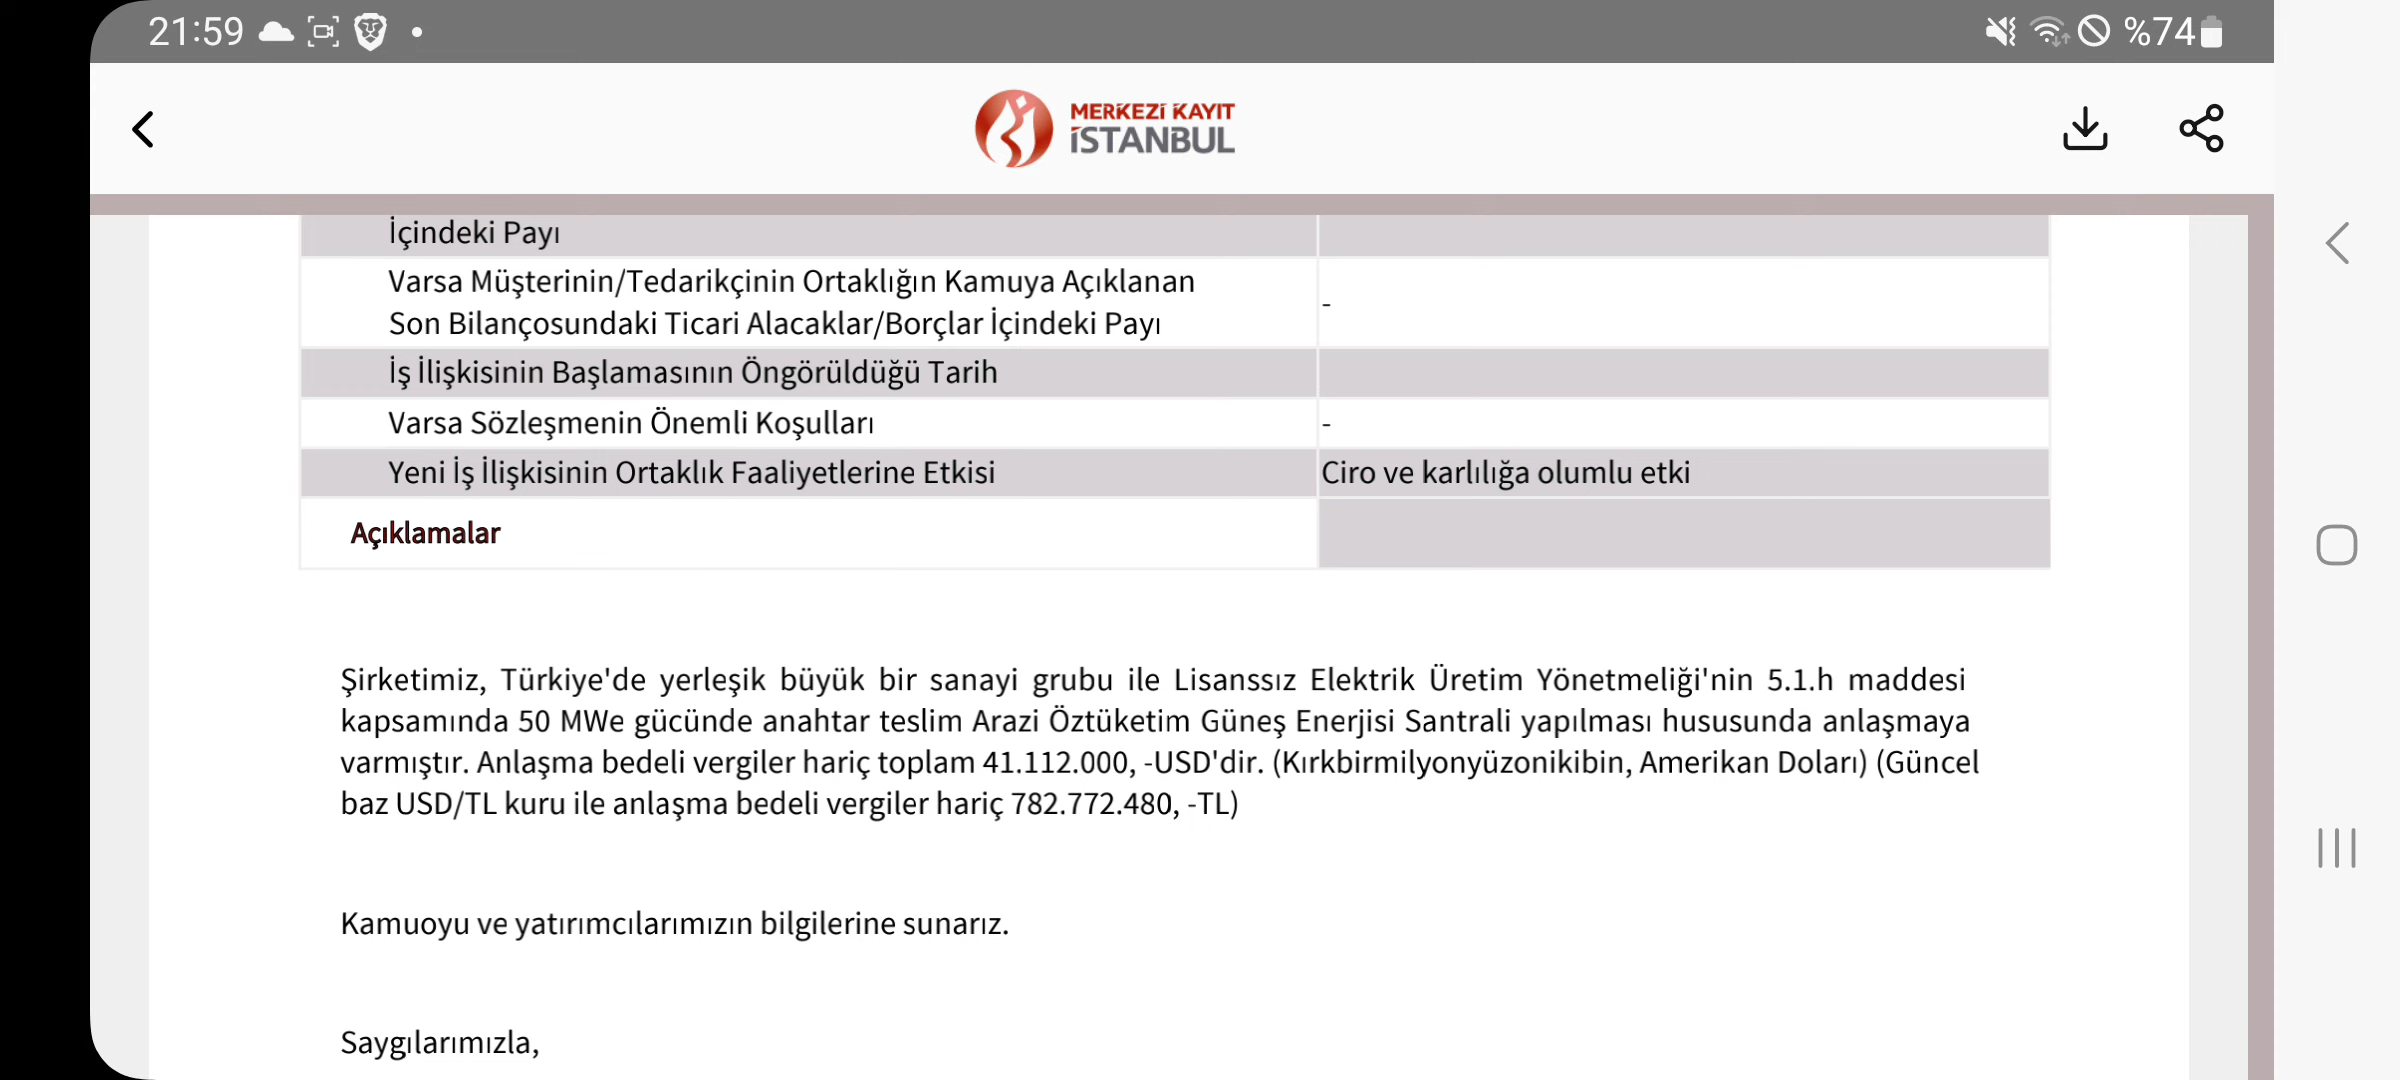 21:59 %74
MERKEZİ KAYIT
İSTANBUL
İçindeki Payı
Varsa Müşterinin/Tedarikçinin Ortaklığın Kamuya Açıklanan
Son Bilançosundaki Ticari Alacaklar/Borçlar İçindeki Payı
-
İş İlişkisinin Başlamasının Öngörüldüğü Tarih
Varsa Sözleşmenin Önemli Koşulları -
Yeni İş İlişkisinin Ortaklık Faaliyetlerine Etkisi Ciro ve karlılığa olumlu etki
Açıklamalar
Şirketimiz, Türkiye'de yerleşik büyük bir sanayi grubu ile Lisanssız Elektrik Üretim Yönetmeliği'nin 5.1.h maddesi
kapsamında 50 MWe gücünde anahtar teslim Arazi Öztüketim Güneş Enerjisi Santrali yapılması hususunda anlaşmaya
varmıştır. Anlaşma bedeli vergiler hariç toplam 41.112.000, -USD'dir. (Kırkbirmilyonyüzonikibin, Amerikan Doları) (Güncel
baz USD/TL kuru ile anlaşma bedeli vergiler hariç 782.772.480, -TL)
Kamuoyu ve yatırımcılarımızın bilgilerine sunarız.
Saygılarımızla,